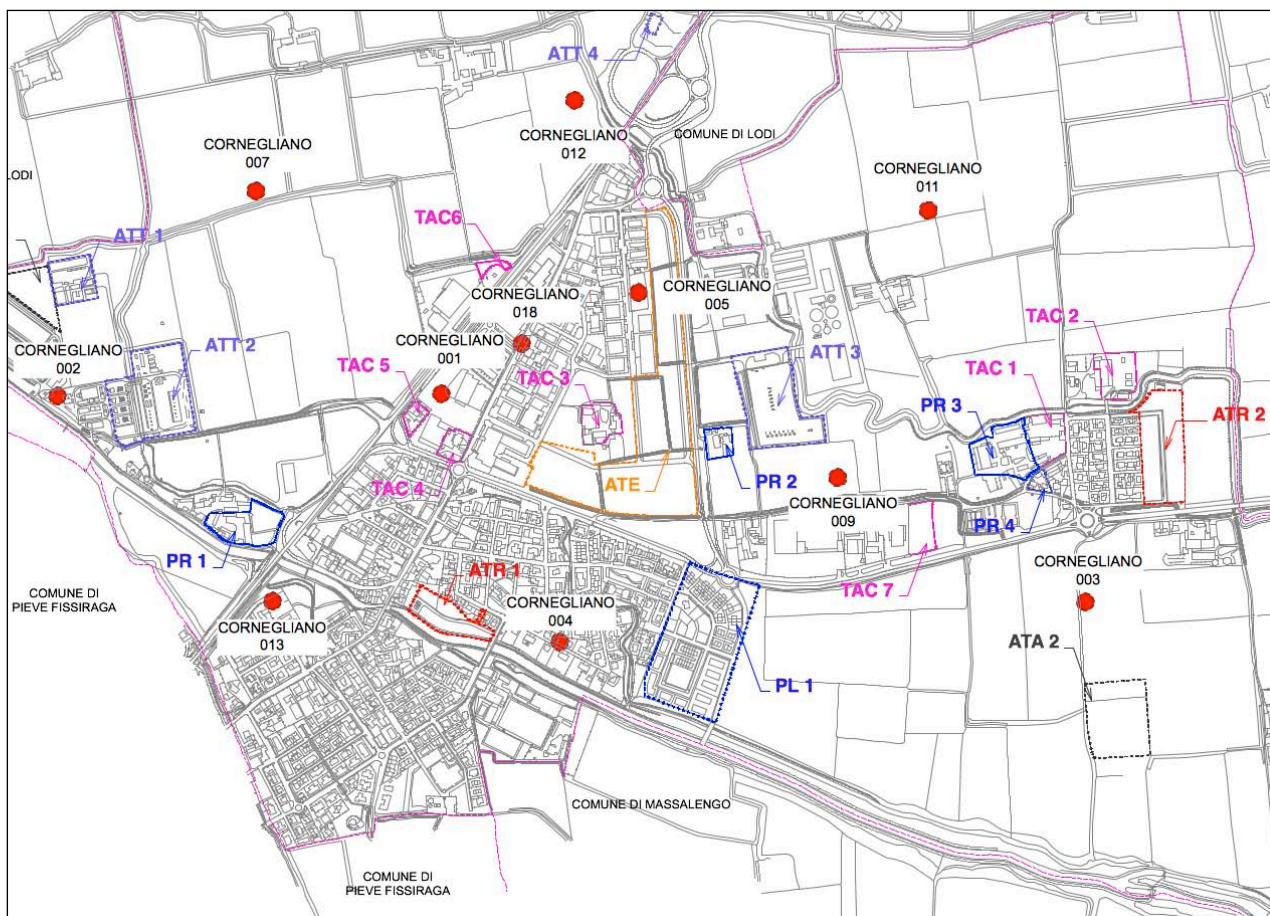 ATT 4
CORNEGLIANO
012
COMUNE DI LODI
CORNEGLIANO
007
CORNEGLIANO
011
LODI
ATT 1
TAC6
CORNEGLIANO
018
CORNEGLIANO
005
CORNEGLIANO
002
ATT 2
CORNEGLIANO
001
TAC 5
TAC 3
ATT 3
TAC 2
TAC 1
PR 3
ATR 2
TAC 4
ATE
PR 2
CORNEGLIANO
009
PR 4
PR 1
TAC 7
CORNEGLIANO
003
COMUNE DI
PIEVE FISSIRAGA
ATR 1
CORNEGLIANO
004
CORNEGLIANO
013
ATA 2
PL 1
COMUNE DI MASSALENGO
COMUNE DI
PIEVE FISSIRAGA